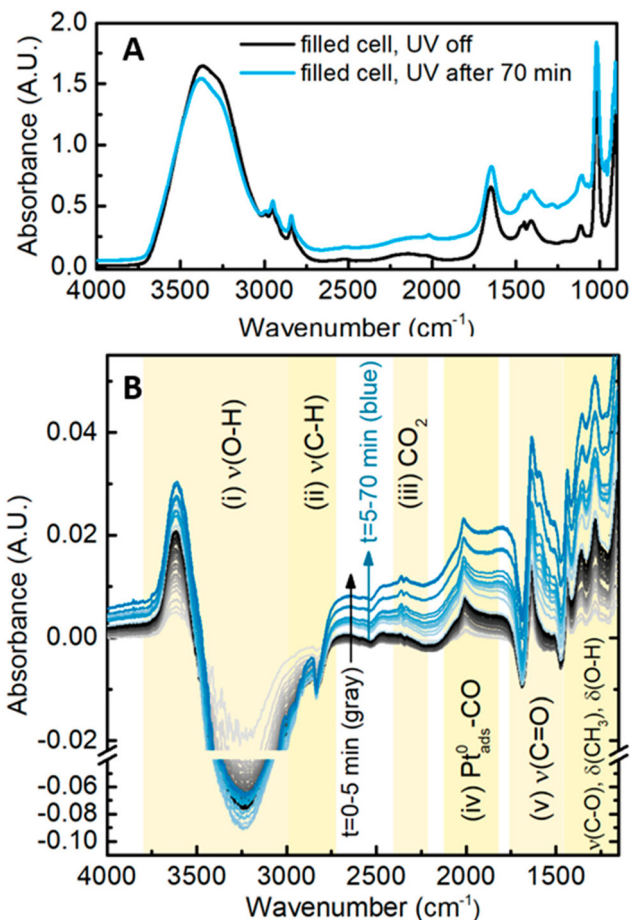 A
filled cell, UV off
filled cell, UV after 70 min
Absorbance (A.U.)
2.0
1.5
1.0
0.5
0.0
4000 3500 3000 2500 2000 1500 1000
Wavenumber (cm⁻¹)
B
(i) ν(O-H)
(ii) ν(C-H)
t=0-5 min (gray)
t=5-70 min (blue)
(iii) CO₂
(iv) Pt⁰ads-CO
(v) ν(C=O)
ν(C-O), δ(CH₃), δ(O-H)
Absorbance (A.U.)
0.04
0.02
0.00
-0.02
-0.06
-0.08
-0.10
4000 3500 3000 2500 2000 1500
Wavenumber (cm⁻¹)